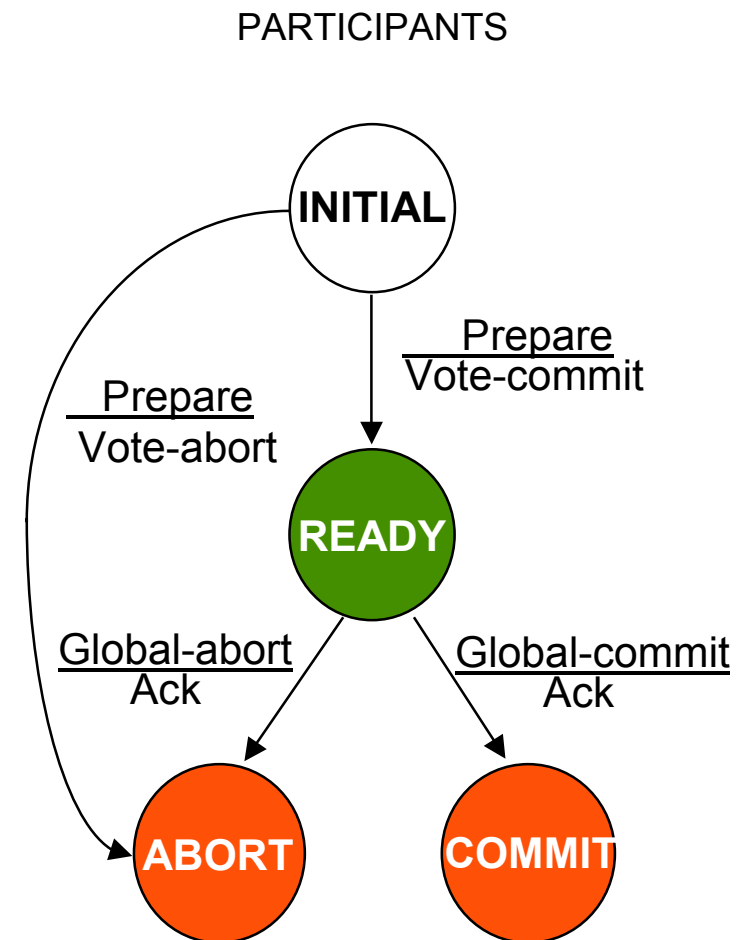 PARTICIPANTS
INITIAL
Prepare
Vote-commit
Prepare
Vote-abort
READY
Global-abort
Ack
Global-commit
Ack
ABORT
COMMIT